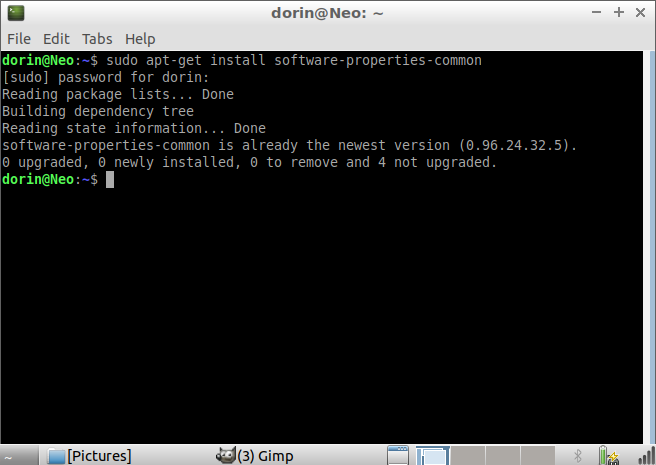 dorin@Neo: ~
File Edit Tabs Help
dorin@Neo:~$ sudo apt-get install software-properties-common
[sudo] password for dorin:
Reading package lists... Done
Building dependency tree
Reading state information... Done
software-properties-common is already the newest version (0.96.24.32.5).
0 upgraded, 0 newly installed, 0 to remove and 4 not upgraded.
dorin@Neo:~$
~ [Pictures] (3) Gimp